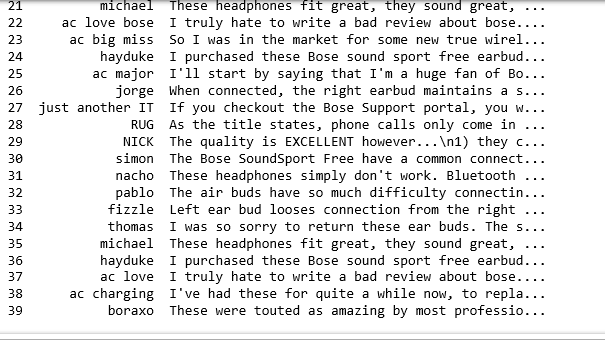 21 michael These headphones fit great, they sound great, ...
22 ac love bose I truly hate to write a bad review about bose....
23 ac big miss So I was in the market for some new true wirel...
24 hayduke I purchased these Bose sound sport free earbud...
25 ac major I'll start by saying that I'm a huge fan of Bo...
26 jorge When connected, the right earbud maintains a s...
27 just another IT If you checkout the Bose Support portal, you w...
28 RUG As the title states, phone calls only come in ...
29 NICK The quality is EXCELLENT however...\n1) they c...
30 simon The Bose SoundSport Free have a common connect...
31 nacho These headphones simply don't work. Bluetooth ...
32 pablo The air buds have so much difficulty connectin...
33 fizzle Left ear bud looses connection from the right ...
34 thomas I was so sorry to return these ear buds. The s...
35 michael These headphones fit great, they sound great, ...
36 hayduke I purchased these Bose sound sport free earbud...
37 ac love I truly hate to write a bad review about bose....
38 ac charging I've had these for quite a while now, to repla...
39 boraxo These were touted as amazing by most professio...